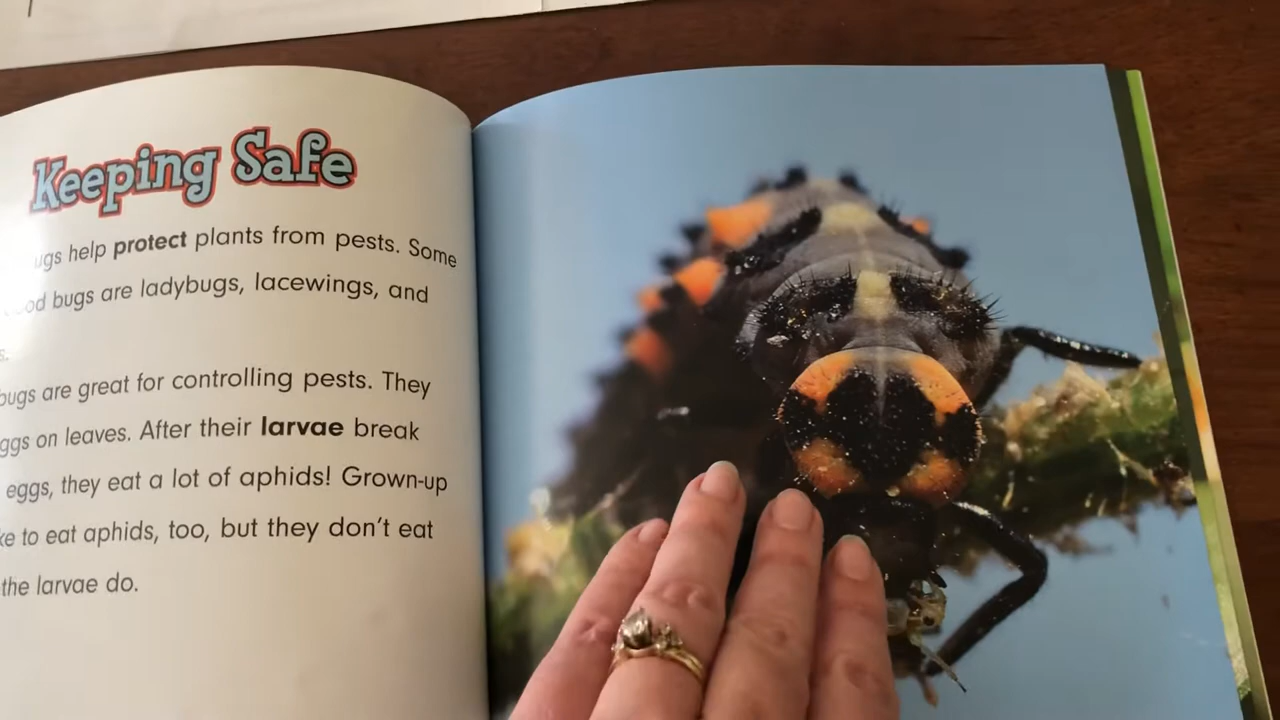 Keeping Safe
ugs help protect plants from pests. Some
od bugs are ladybugs, lacewings, and
s.
bugs are great for controlling pests. They
ggs on leaves. After their larvae break
eggs, they eat a lot of aphids! Grown-up
ke to eat aphids, too, but they don't eat
the larvae do.